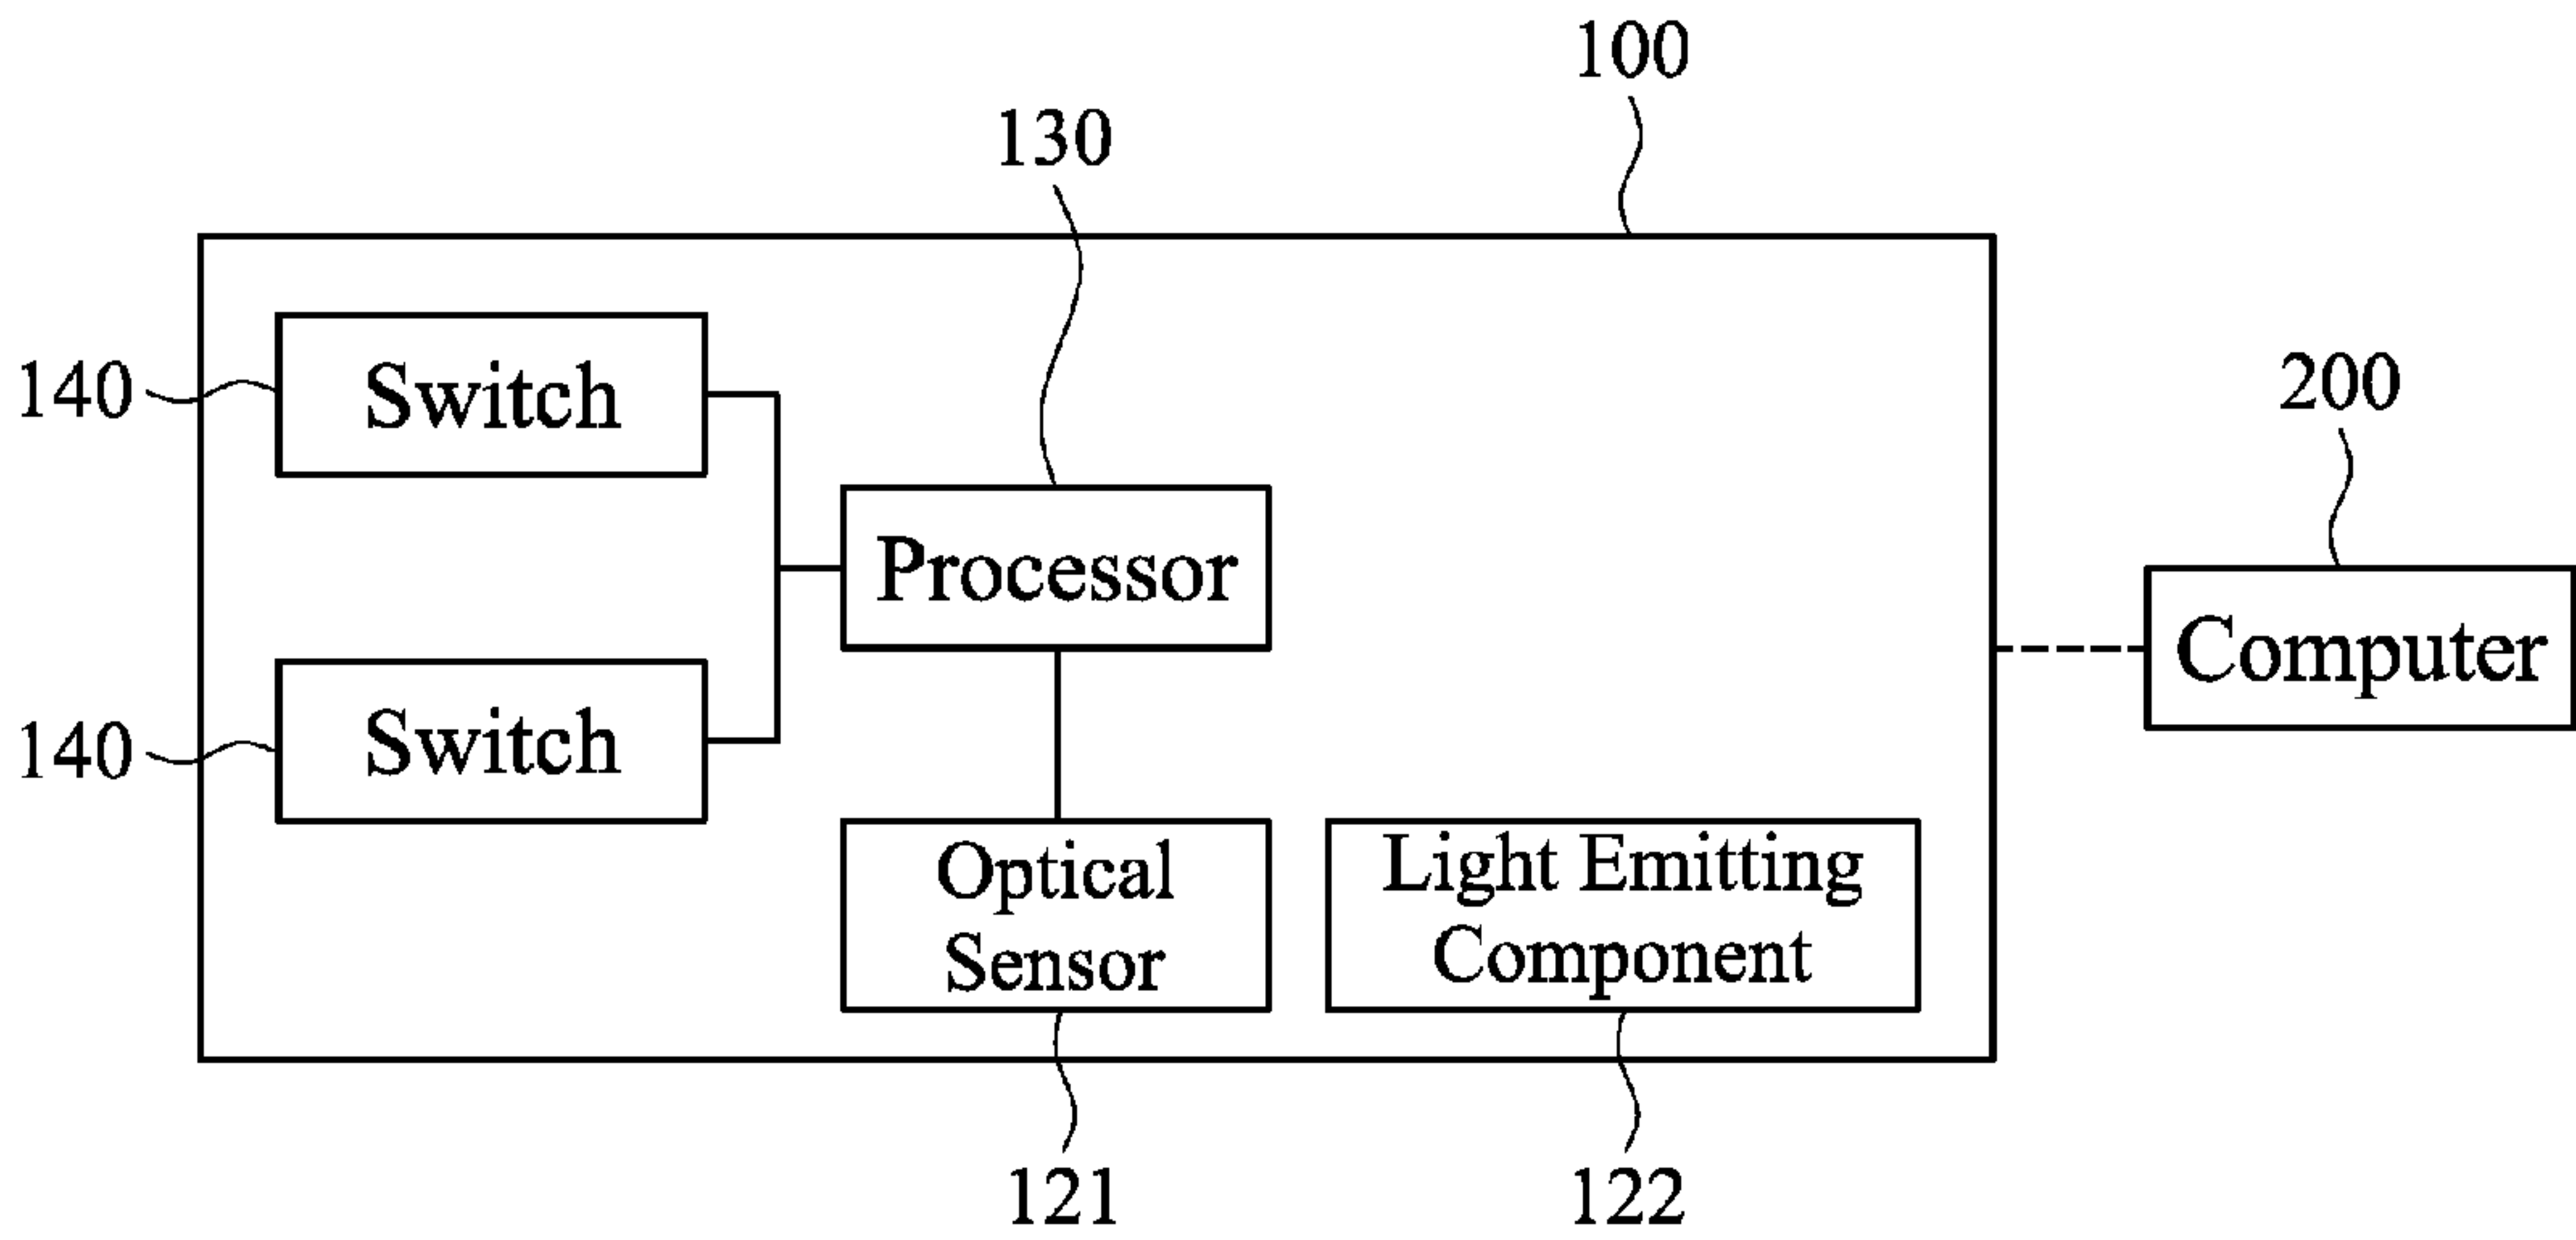 100
130
140
Switch
200
Processor
Computer
140
Switch
Optical
Sensor
Light Emitting
Component
121
122